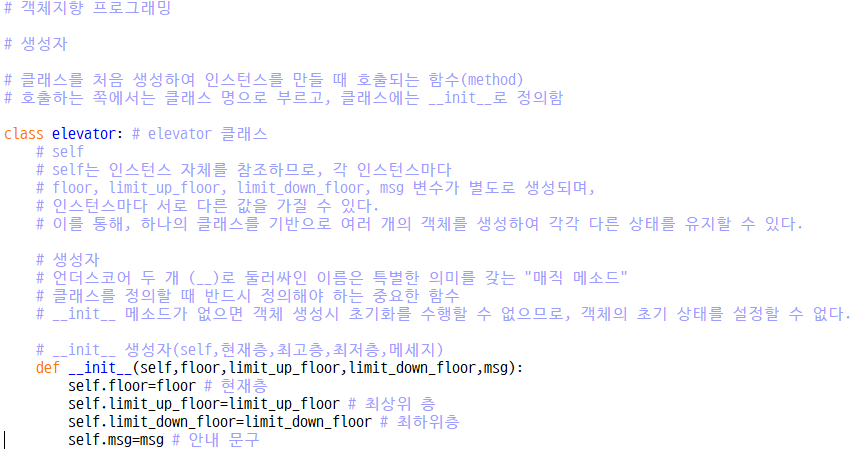 # 객체지향 프로그래밍
# 생성자
# 클래스를 처음 생성하여 인스턴스를 만들 때 호출되는 함수(method)
# 호출하는 쪽에서는 클래스 명으로 부르고, 클래스에는 __init__로 정의함
class elevator: # elevator 클래스
    # self
    # self는 인스턴스 자체를 참조하므로, 각 인스턴스마다
    # floor, limit_up_floor, limit_down_floor, msg 변수가 별도로 생성되며,
    # 인스턴스마다 서로 다른 값을 가질 수 있다.
    # 이를 통해, 하나의 클래스를 기반으로 여러 개의 객체를 생성하여 각각 다른 상태를 유지할 수 있다.
    # 생성자
    # 언더스코어 두 개 (__)로 둘러싸인 이름은 특별한 의미를 갖는 "매직 메소드"
    # 클래스를 정의할 때 반드시 정의해야 하는 중요한 함수
    # __init__ 메소드가 없으면 객체 생성시 초기화를 수행할 수 없으므로, 객체의 초기 상태를 설정할 수 없다.
    # __init__ 생성자(self,현재층,최고층,최저층,메세지)
    def __init__(self,floor,limit_up_floor,limit_down_floor,msg):
        self.floor=floor # 현재층
        self.limit_up_floor=limit_up_floor # 최상위 층
        self.limit_down_floor=limit_down_floor # 최하위층
        self.msg=msg # 안내 문구